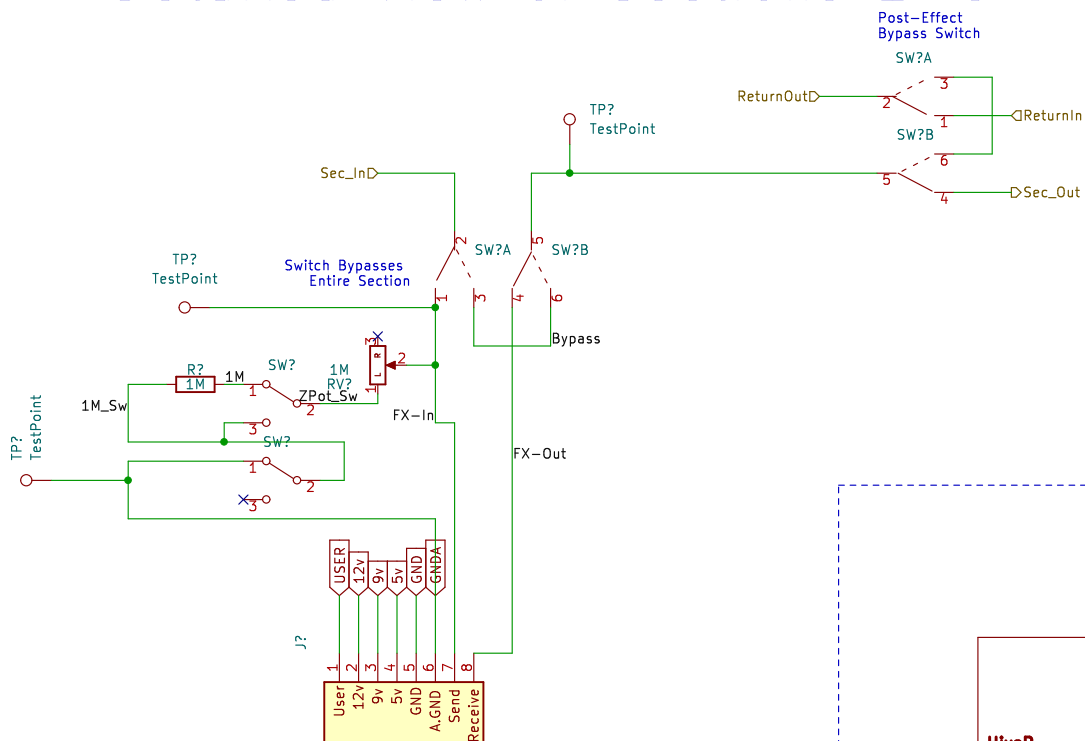 Post-Effect
Bypass Switch
SW?A
3
ReturnOut
2
1
ReturnIn
SW?B
6
5
4
Sec_Out
TP?
TestPoint
Sec_In
2
SW?A
5
SW?B
TP?
TestPoint
Switch Bypasses
Entire Section
1
3
4
6
Bypass
3
R
L
2
1
1M
RV?
R?
1M
1M
SW?
1
2
3
ZPot_Sw
1M_Sw
FX-In
SW?
1
2
3
TP?
TestPoint
FX-Out
USER
12v
9v
5v
GND
GNDA
J?
1
2
3
4
5
6
7
8
User
12v
9v
5v
GND
A.GND
Send
Receive